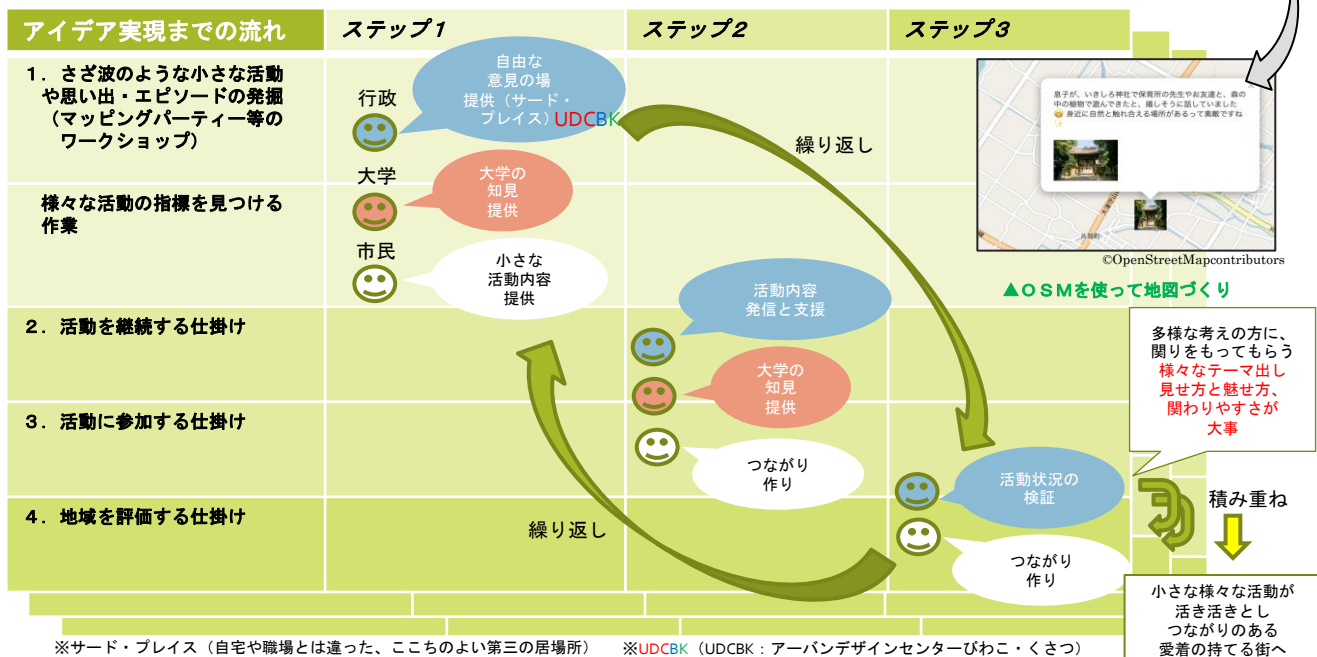 アイデア実現までの流れ
ステップ1
ステップ2
ステップ3
1．さざ波のような小さな活動
や思い出・エピソードの発掘
（マッピングパーティー等の
ワークショップ）
様々な活動の指標を見つける
作業
2．活動を継続する仕掛け
3．活動に参加する仕掛け
4．地域を評価する仕掛け
行政
自由な
意見の場
提供（サード・
プレイス）UDCBK
大学
大学の
知見
提供
市民
小さな
活動内容
提供
繰り返し
活動内容
発信と支援
大学の
知見
提供
つながり
作り
活動状況の
検証
つながり
作り
繰り返し
息子が、いきしろ神社で保育所の先生やお友達と、森の
中の植物で遊んできたと、嬉しそうに話していました
身近に自然と触れ合える場所があるって素敵ですね
©OpenStreetMapcontributors
▲OSMを使って地図づくり
多様な考えの方に、
関りをもってもらう
様々なテーマ出し
見せ方と魅せ方、
関わりやすさが
大事
積み重ね
小さな様々な活動が
活き活きとし
つながりのある
愛着の持てる街へ
※サード・プレイス（自宅や職場とは違った、ここちのよい第三の居場所）
※UDCBK（UDCBK：アーバンデザインセンターびわこ・くさつ）